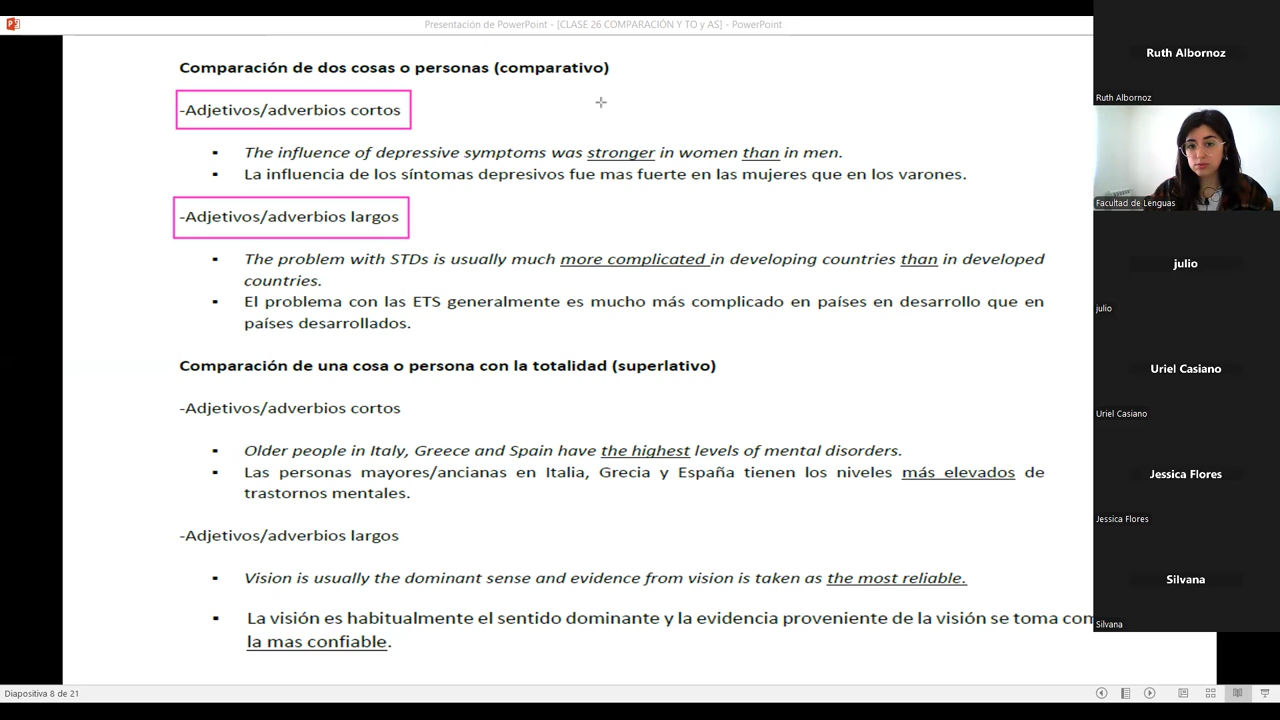 Presentación de PowerPoint - [CLASE 26 COMPARACIÓN Y TO y AS] - PowerPoint
Comparación de dos cosas o personas (comparativo)
-Adjetivos/adverbios cortos
▪ The influence of depressive symptoms was stronger in women than in men.
▪ La influencia de los síntomas depresivos fue mas fuerte en las mujeres que en los varones.
-Adjetivos/adverbios largos
▪ The problem with STDs is usually much more complicated in developing countries than in developed
countries.
▪ El problema con las ETS generalmente es mucho más complicado en países en desarrollo que en
países desarrollados.
Comparación de una cosa o persona con la totalidad (superlativo)
-Adjetivos/adverbios cortos
▪ Older people in Italy, Greece and Spain have the highest levels of mental disorders.
▪ Las personas mayores/ancianas en Italia, Grecia y España tienen los niveles más elevados de
trastornos mentales.
-Adjetivos/adverbios largos
▪ Vision is usually the dominant sense and evidence from vision is taken as the most reliable.
▪ La visión es habitualmente el sentido dominante y la evidencia proveniente de la visión se toma com
la mas confiable.
Diapositiva 8 de 21
Ruth Albornoz
Ruth Albornoz
Facultad de Lenguas
julio
julio
Uriel Casiano
Uriel Casiano
Jessica Flores
Jessica Flores
Silvana
Silvana